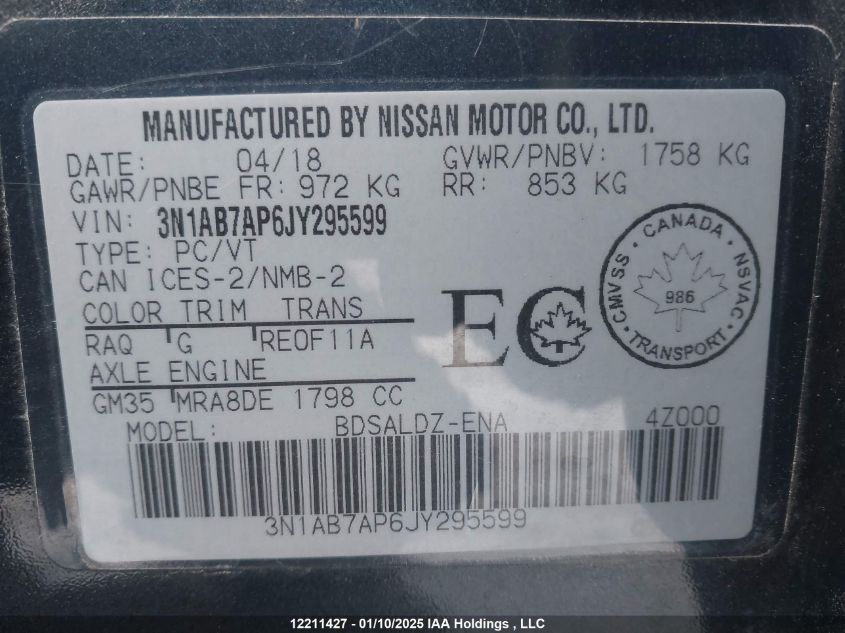 MANUFACTURED BY NISSAN MOTOR CO., LTD.
DATE: 04/18 GVWR/PNBV: 1758 KG
GAWR/PNBE FR: 972 KG RR: 853 KG
VIN: 3N1AB7AP6JY295599
TYPE: PC/VT
CAN ICES-2/NMB-2
COLOR TRIM TRANS
RAQ G RE0F11A
AXLE ENGINE
GM35 MRA8DE 1798 CC
EC
CANADA · NSVAC · TRANSPORT · CMVSS ·
986
MODEL: BDSALDZ-ENA 4Z000
3N1AB7AP6JY295599
12211427 - 01/10/2025 IAA Holdings , LLC